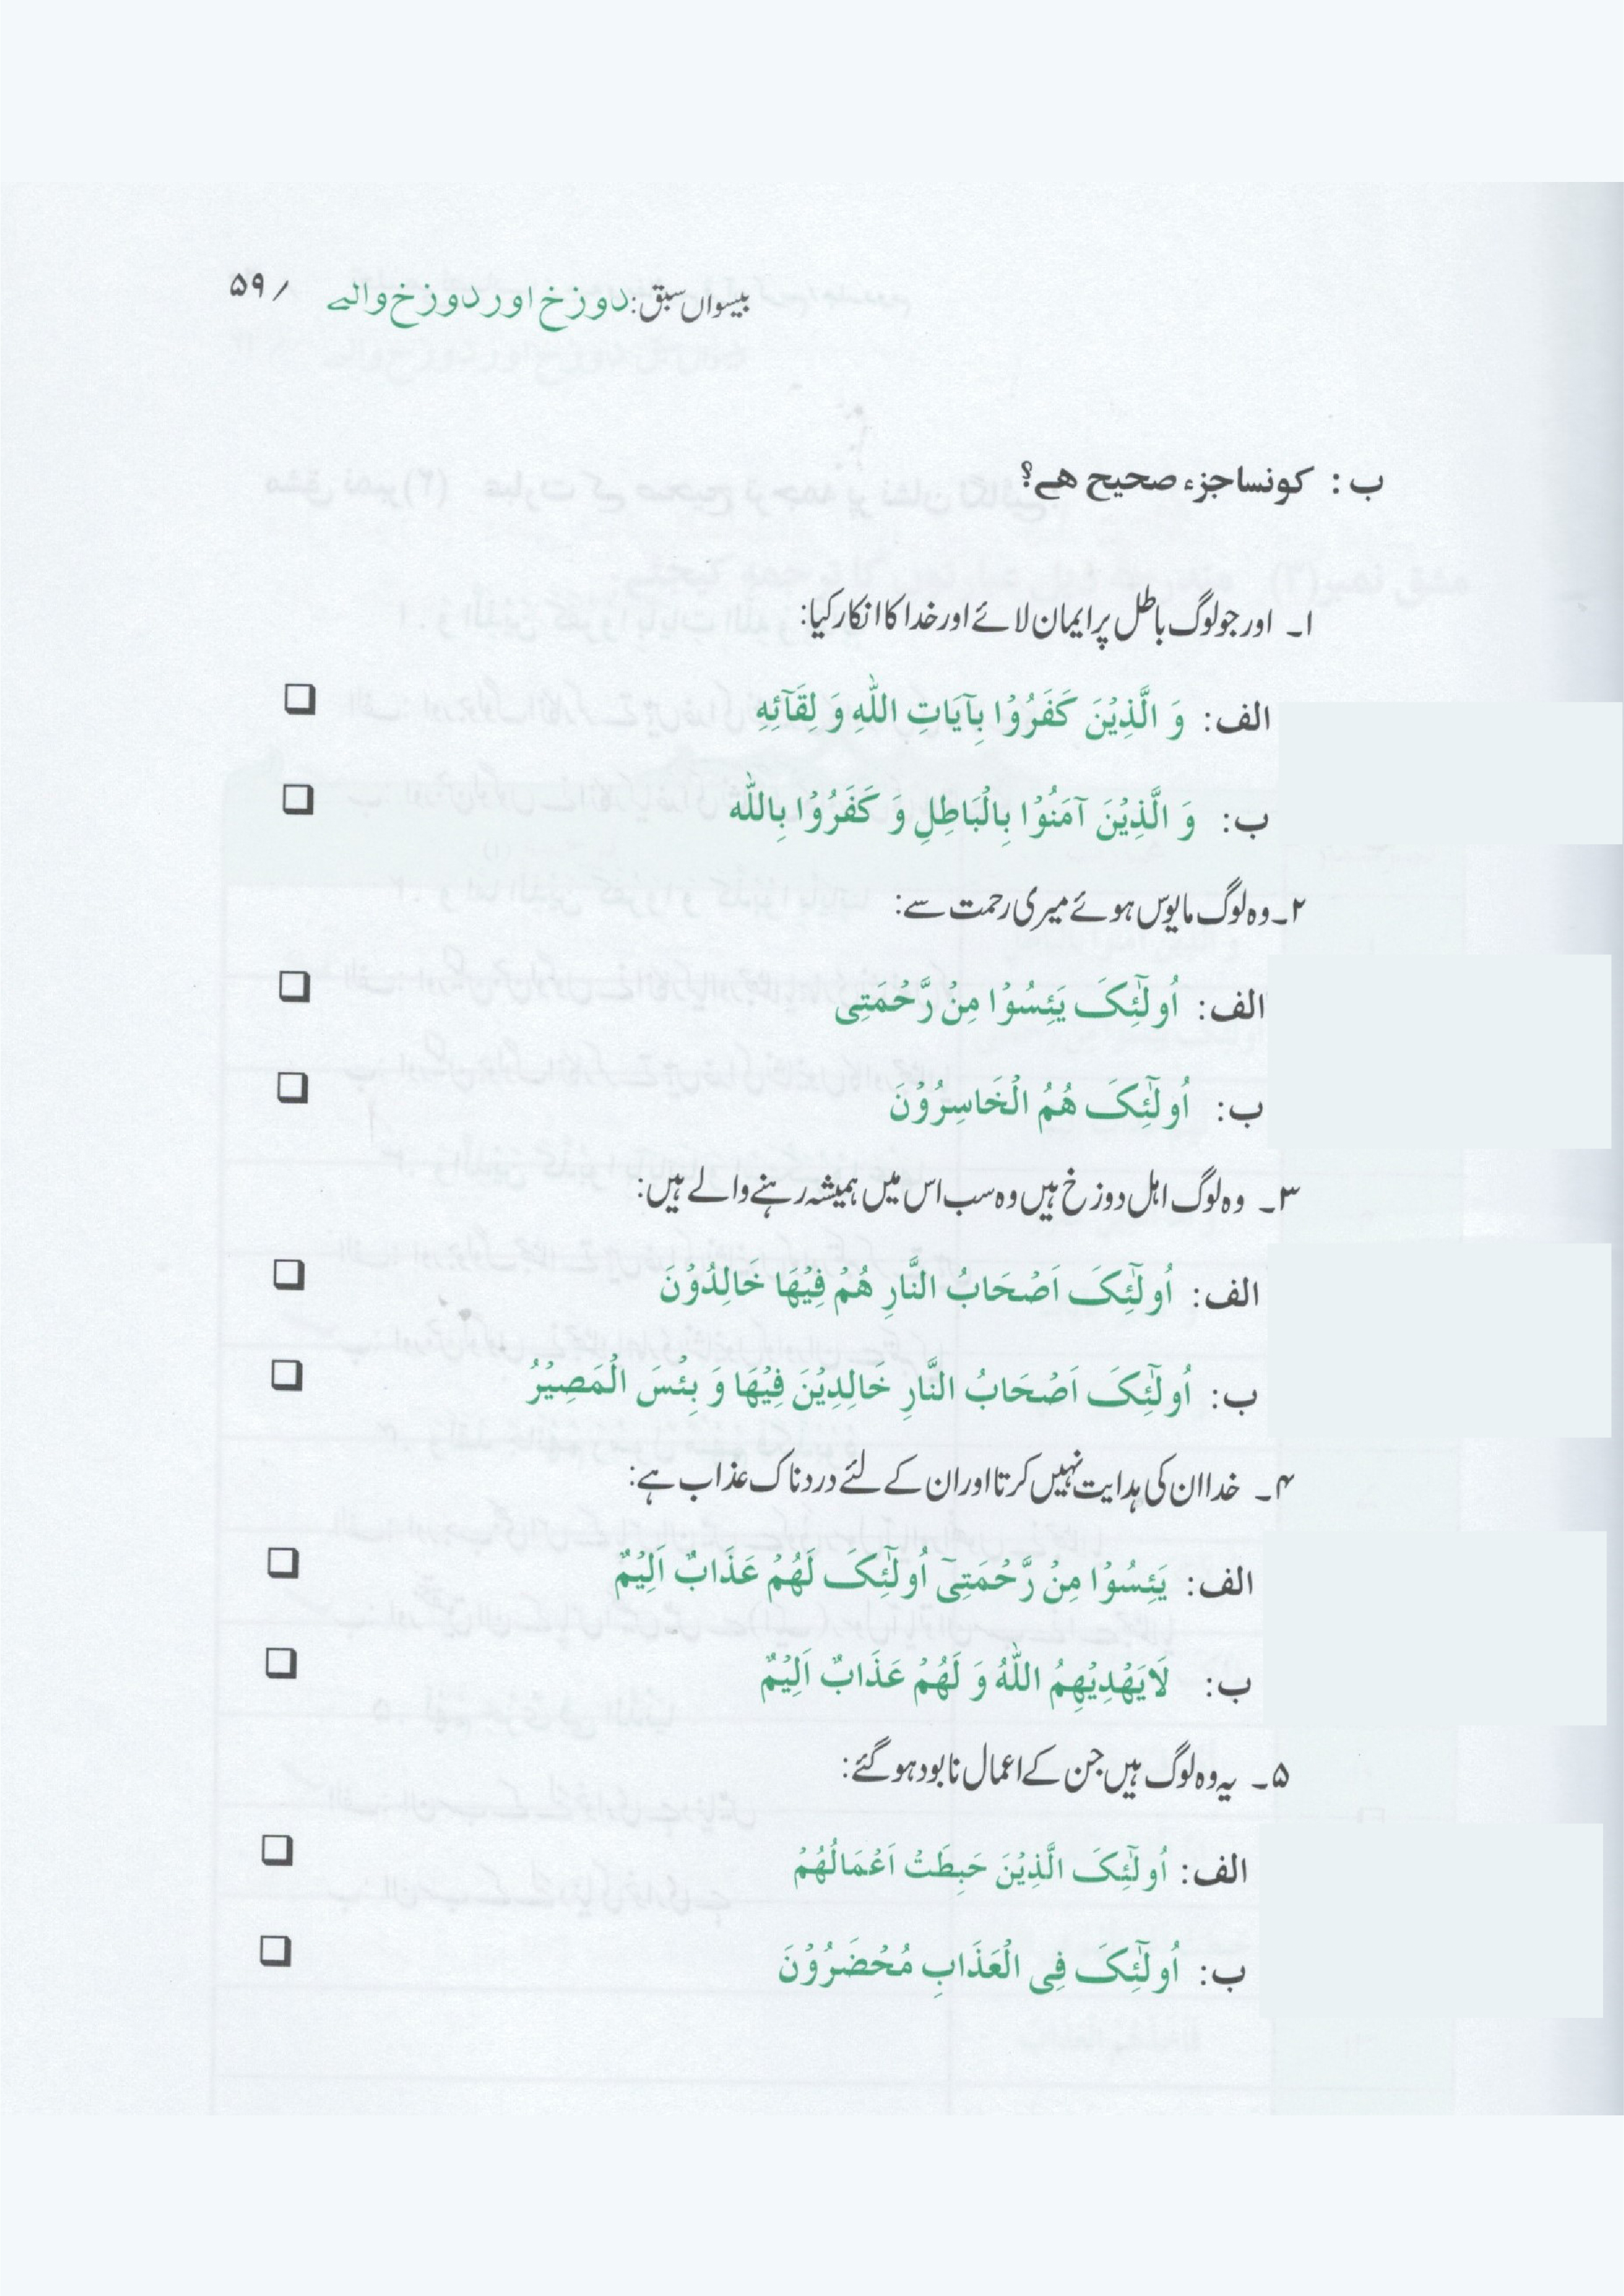 بیسواں سبق: دوزخ اور دوزخ والے / ۵۹
ب : کونسا جزء صحیح ھے؟
۱۔ اور جو لوگ باطل پر ایمان لائے اور خدا کا انکار کیا:
الف: وَ الَّذِیْنَ کَفَرُوْا بِآیَاتِ اللّٰہِ وَ لِقَآئِہِ ❑
ب: وَ الَّذِیْنَ آمَنُوْا بِالْبَاطِلِ وَ کَفَرُوْا بِاللّٰہ ❑
۲۔ وہ لوگ مایوس ہوئے میری رحمت سے:
الف: اُولٰٓئِکَ یَئِسُوْا مِنْ رَّحْمَتِی ❑
ب: اُولٰٓئِکَ ھُمُ الْخَاسِرُوْنَ ❑
۳۔ وہ لوگ اہل دوزخ ہیں وہ سب اس میں ہمیشہ رہنے والے ہیں:
الف: اُولٰٓئِکَ اَصْحَابُ النَّارِ ھُمْ فِیْھَا خَالِدُوْنَ ❑
ب: اُولٰٓئِکَ اَصْحَابُ النَّارِ خَالِدِیْنَ فِیْھَا وَ بِئْسَ الْمَصِیْرُ ❑
۴۔ خدا ان کی ہدایت نہیں کرتا اور ان کے لئے دردناک عذاب ہے:
الف: یَئِسُوْا مِنْ رَّحْمَتِیٓ اُولٰٓئِکَ لَھُمْ عَذَابٌ اَلِیْمٌ ❑
ب: لَایَھْدِیْھِمُ اللّٰہُ وَ لَھُمْ عَذَابٌ اَلِیْمٌ ❑
۵۔ یہ وہ لوگ ہیں جن کے اعمال نابود ہو گئے:
الف: اُولٰٓئِکَ الَّذِیْنَ حَبِطَتْ اَعْمَالُھُمْ ❑
ب: اُولٰٓئِکَ فِی الْعَذَابِ مُحْضَرُوْنَ ❑